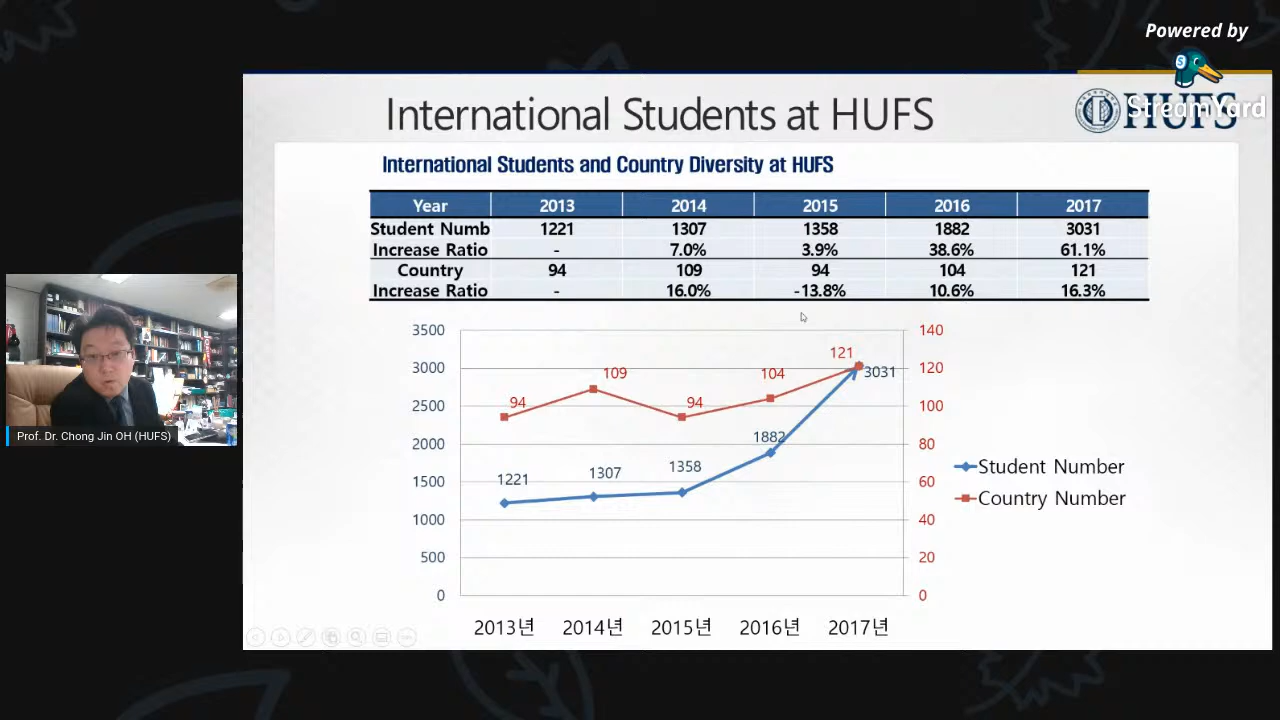 Powered by
StreamYard
International Students at HUFS
HUFS
International Students and Country Diversity at HUFS
Year 2013 2014 2015 2016 2017
Student Numb 1221 1307 1358 1882 3031
Increase Ratio - 7.0% 3.9% 38.6% 61.1%
Country 94 109 94 104 121
Increase Ratio - 16.0% -13.8% 10.6% 16.3%
3500 140
3000 120
2500 100
2000 80
1500 60
1000 40
500 20
0 0
94 109 94 104 121
1221 1307 1358 1882 3031
Student Number
Country Number
2013년 2014년 2015년 2016년 2017년
Prof. Dr. Chong Jin OH (HUFS)